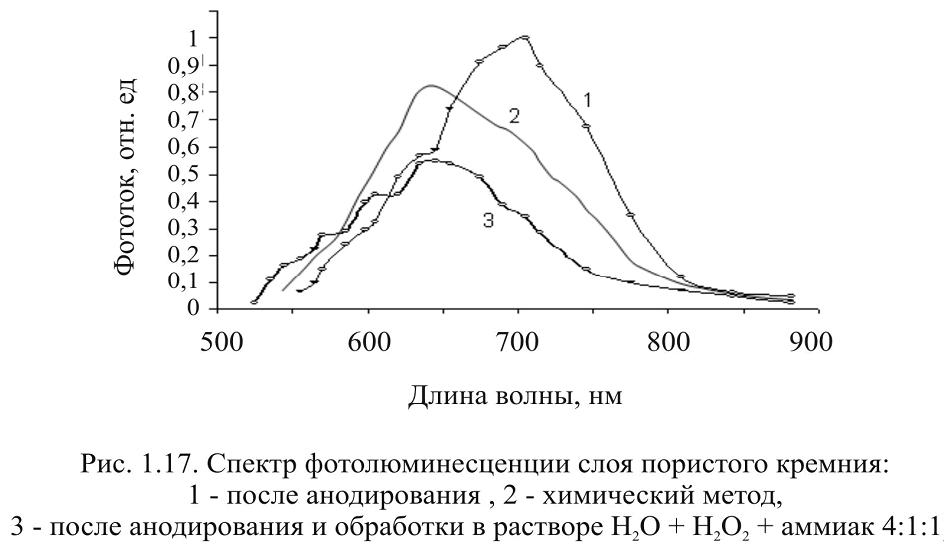 1
0,9
0,8
0,7
0,6
0,5
0,4
0,3
0,2
0,1
0
Фототок, отн. ед
1
2
3
500 600 700 800 900
Длина волны, нм
Рис. 1.17. Спектр фотолюминесценции слоя пористого кремния:
1 - после анодирования , 2 - химический метод,
3 - после анодирования и обработки в растворе H₂O + H₂O₂ + аммиак 4:1:1,